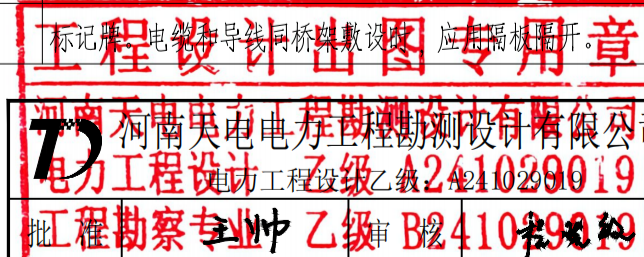 标记牌。电缆和导线同桥架敷设时，应用隔板隔开。
工程设计出图专用章
河南天电电力工程勘测设计有限公司
河南天电电力工程勘测设计有限公司
电力工程设计 乙级 A241029019
电力工程设计乙级：A241029019
工程勘察专业 乙级 B241029019
批 准 王帅 审 核